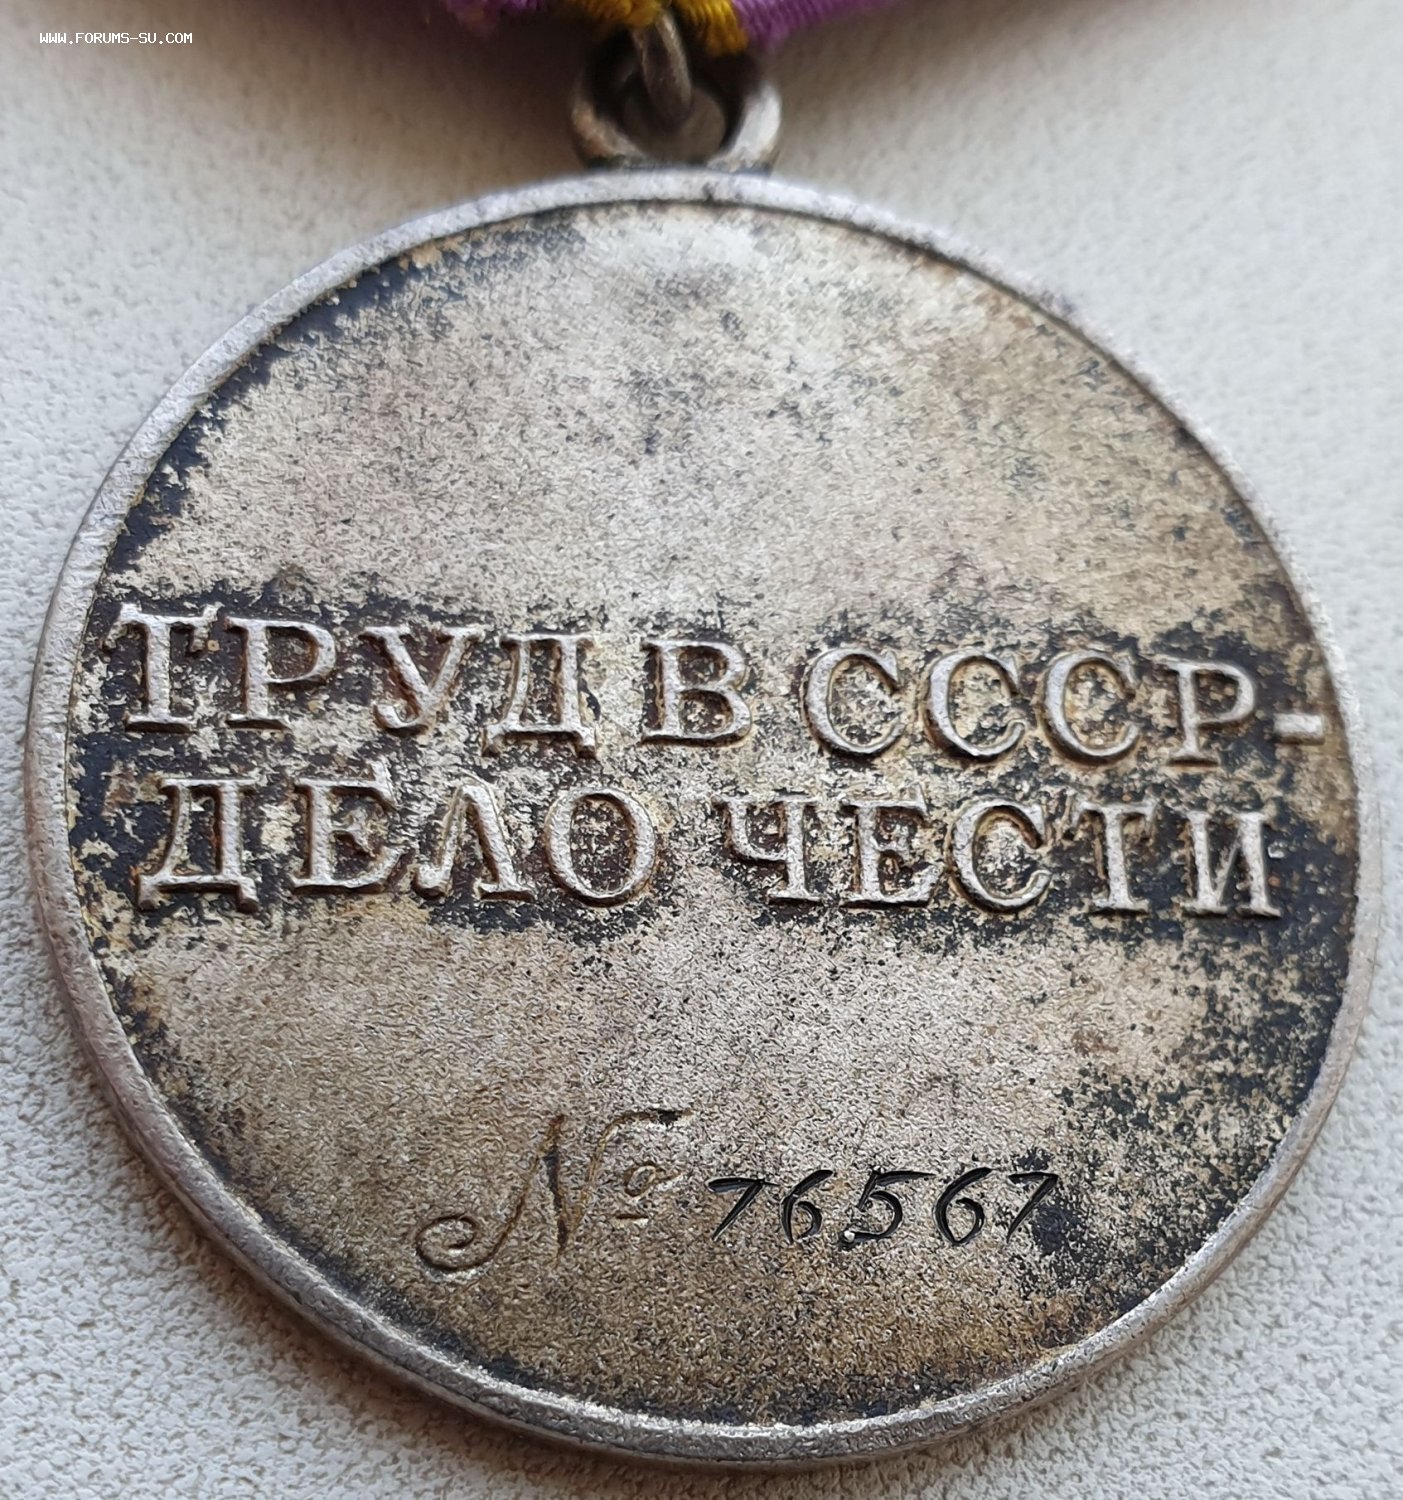 WWW.FORUMS-SU.COM
ТРУД В СССР-
ДЕЛО ЧЕСТИ
№ 76567